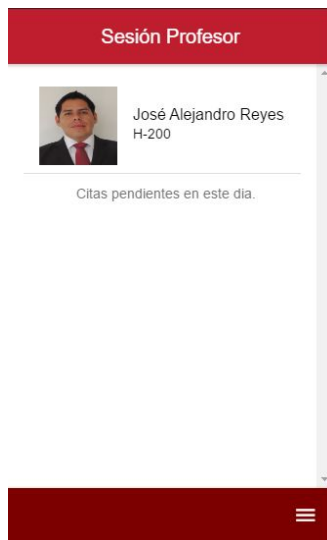 Sesión Profesor
José Alejandro Reyes
H-200
Citas pendientes en este dia.